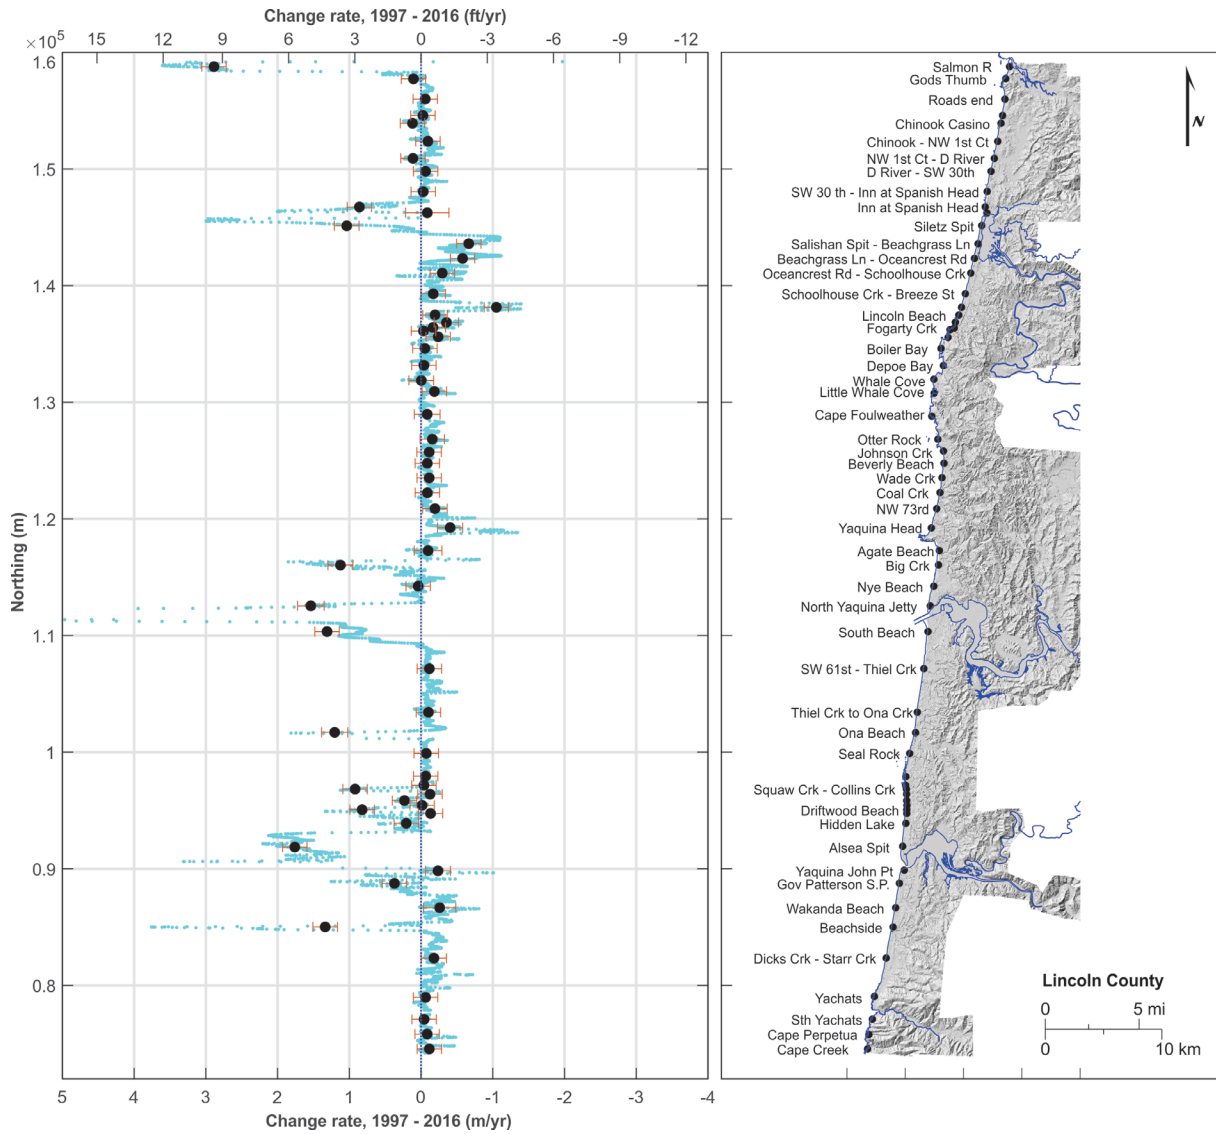 Change rate, 1997 - 2016 (ft/yr)
×10⁵
15 12 9 6 3 0 -3 -6 -9 -12
1.6
1.5
1.4
1.3
1.2
1.1
1
0.9
0.8
Northing (m)
5 4 3 2 1 0 -1 -2 -3 -4
Change rate, 1997 - 2016 (m/yr)
Salmon R
Gods Thumb
Roads end
Chinook Casino
Chinook - NW 1st Ct
NW 1st Ct - D River
D River - SW 30th
SW 30 th - Inn at Spanish Head
Inn at Spanish Head
Siletz Spit
Salishan Spit - Beachgrass Ln
Beachgrass Ln - Oceancrest Rd
Oceancrest Rd - Schoolhouse Crk
Schoolhouse Crk - Breeze St
Lincoln Beach
Fogarty Crk
Boiler Bay
Depoe Bay
Whale Cove
Little Whale Cove
Cape Foulweather
Otter Rock
Johnson Crk
Beverly Beach
Wade Crk
Coal Crk
NW 73rd
Yaquina Head
Agate Beach
Big Crk
Nye Beach
North Yaquina Jetty
South Beach
SW 61st - Thiel Crk
Thiel Crk to Ona Crk
Ona Beach
Seal Rock
Squaw Crk - Collins Crk
Driftwood Beach
Hidden Lake
Alsea Spit
Yaquina John Pt
Gov Patterson S.P.
Wakanda Beach
Beachside
Dicks Crk - Starr Crk
Yachats
Sth Yachats
Cape Perpetua
Cape Creek
N
Lincoln County
0 5 mi
0 10 km